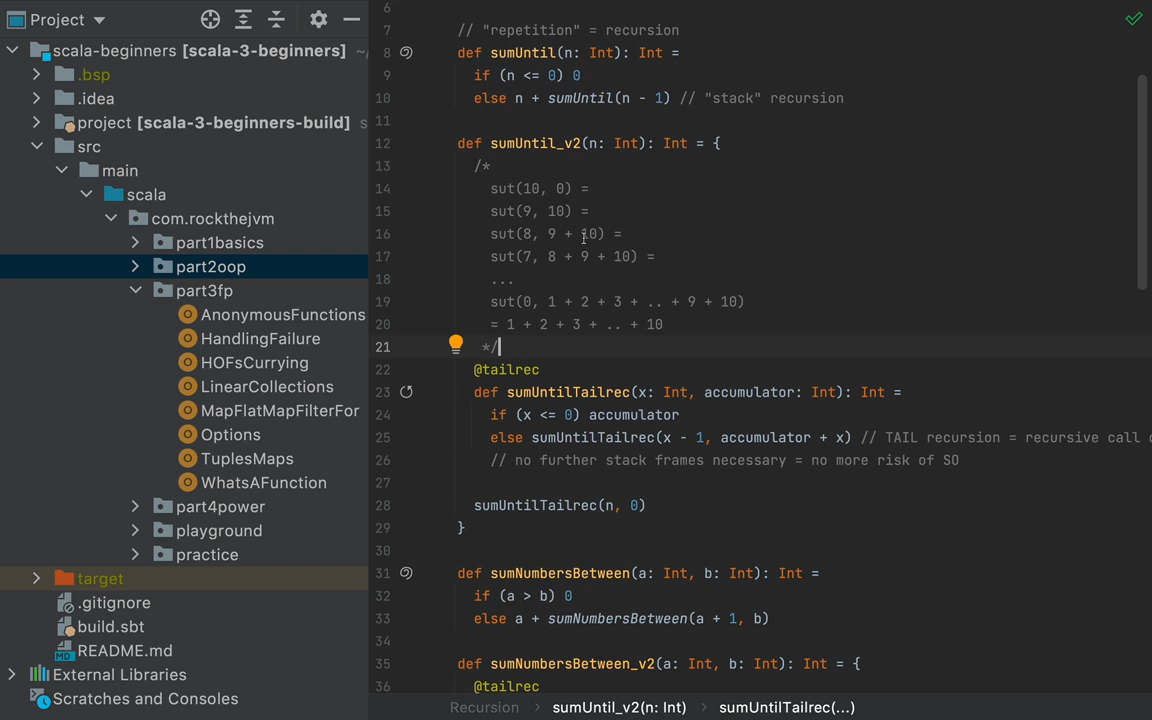 Project
scala-beginners [scala-3-beginners] ~/
.bsp
.idea
project [scala-3-beginners-build] s
src
main
scala
com.rockthejvm
part1basics
part2oop
part3fp
AnonymousFunctions
HandlingFailure
HOFsCurrying
LinearCollections
MapFlatMapFilterFor
Options
TuplesMaps
WhatsAFunction
part4power
playground
practice
target
.gitignore
build.sbt
MD README.md
External Libraries
Scratches and Consoles
6
7 // "repetition" = recursion
8 def sumUntil(n: Int): Int =
9 if (n <= 0) 0
10 else n + sumUntil(n - 1) // "stack" recursion
11
12 def sumUntil_v2(n: Int): Int = {
13 /*
14 sut(10, 0) =
15 sut(9, 10) =
16 sut(8, 9 + 10) =
17 sut(7, 8 + 9 + 10) =
18 ...
19 sut(0, 1 + 2 + 3 + .. + 9 + 10)
20 = 1 + 2 + 3 + .. + 10
21 */
22 @tailrec
23 def sumUntilTailrec(x: Int, accumulator: Int): Int =
24 if (x <= 0) accumulator
25 else sumUntilTailrec(x - 1, accumulator + x) // TAIL recursion = recursive call
26 // no further stack frames necessary = no more risk of SO
27
28 sumUntilTailrec(n, 0)
29 }
30
31 def sumNumbersBetween(a: Int, b: Int): Int =
32 if (a > b) 0
33 else a + sumNumbersBetween(a + 1, b)
34
35 def sumNumbersBetween_v2(a: Int, b: Int): Int = {
36 @tailrec
Recursion > sumUntil_v2(n: Int) > sumUntilTailrec(...)